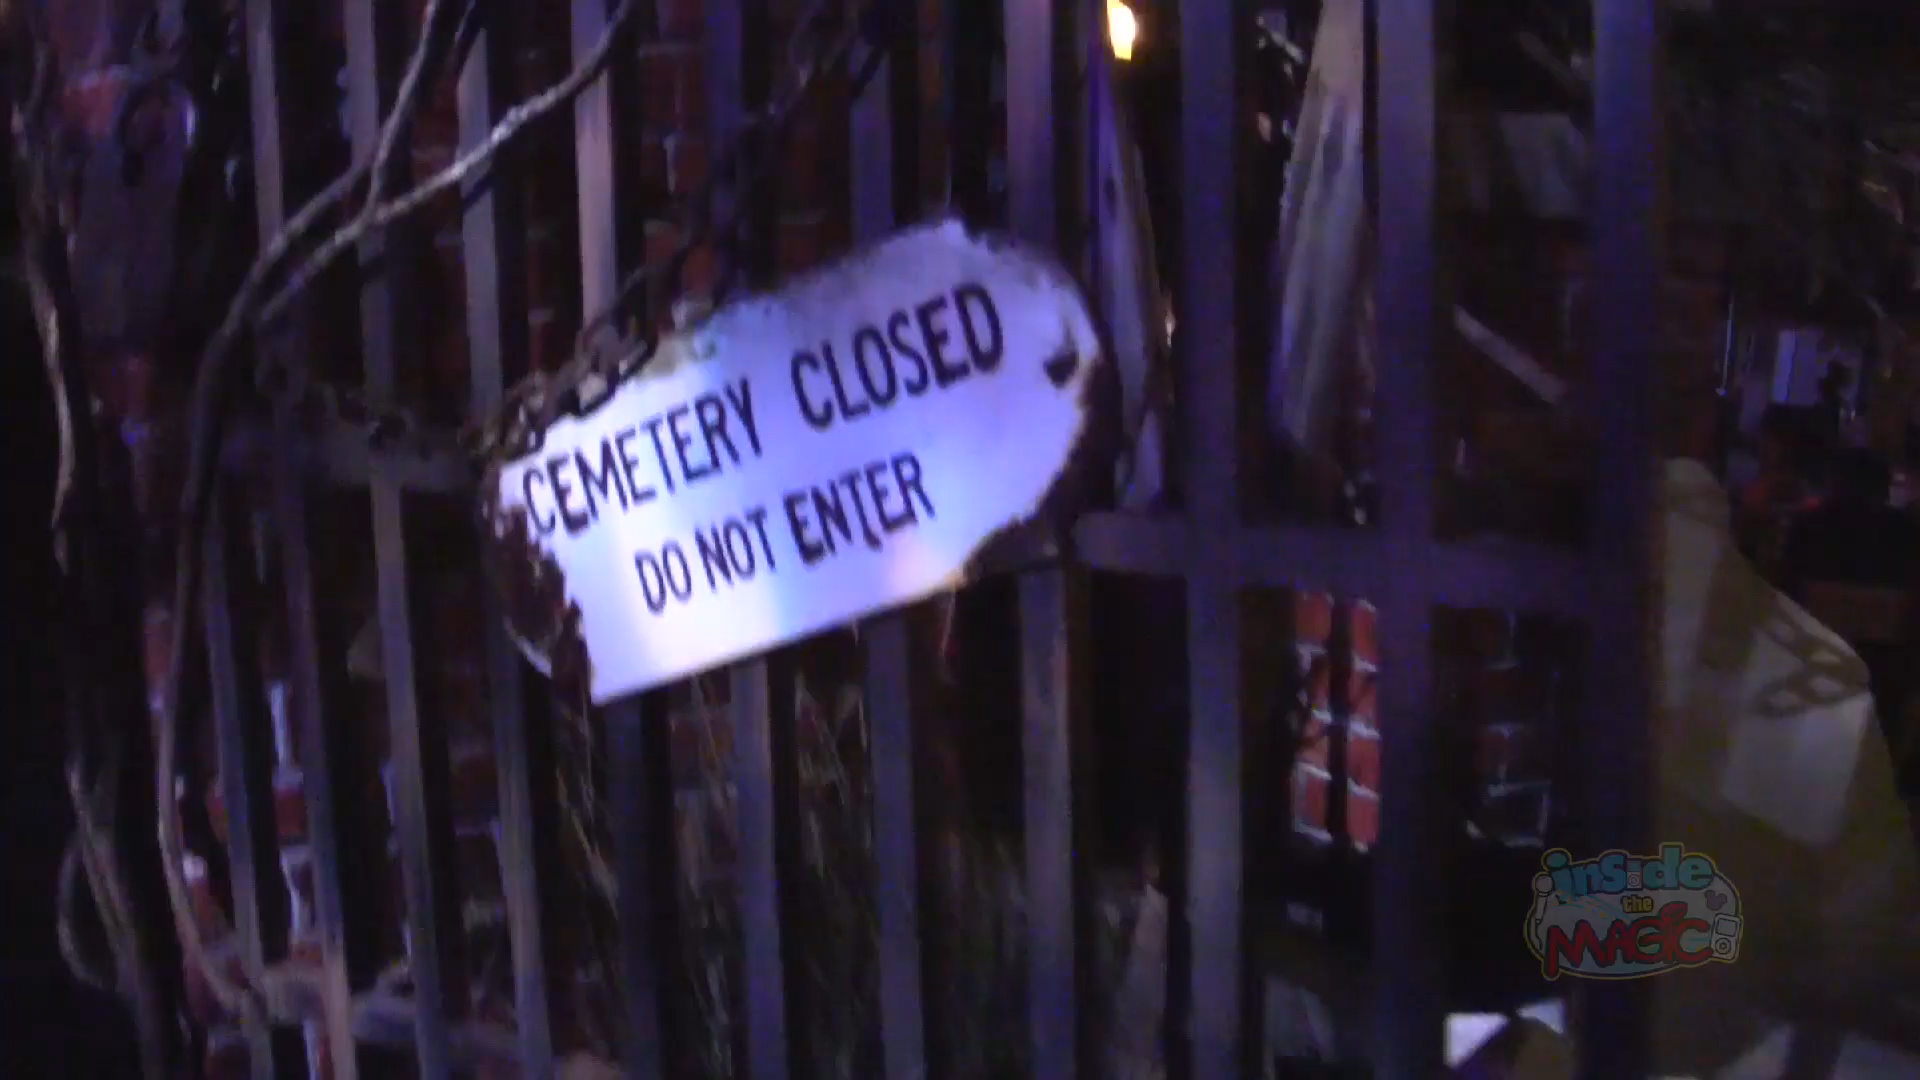 CEMETERY CLOSED
DO NOT ENTER
inside
the
MAGIC